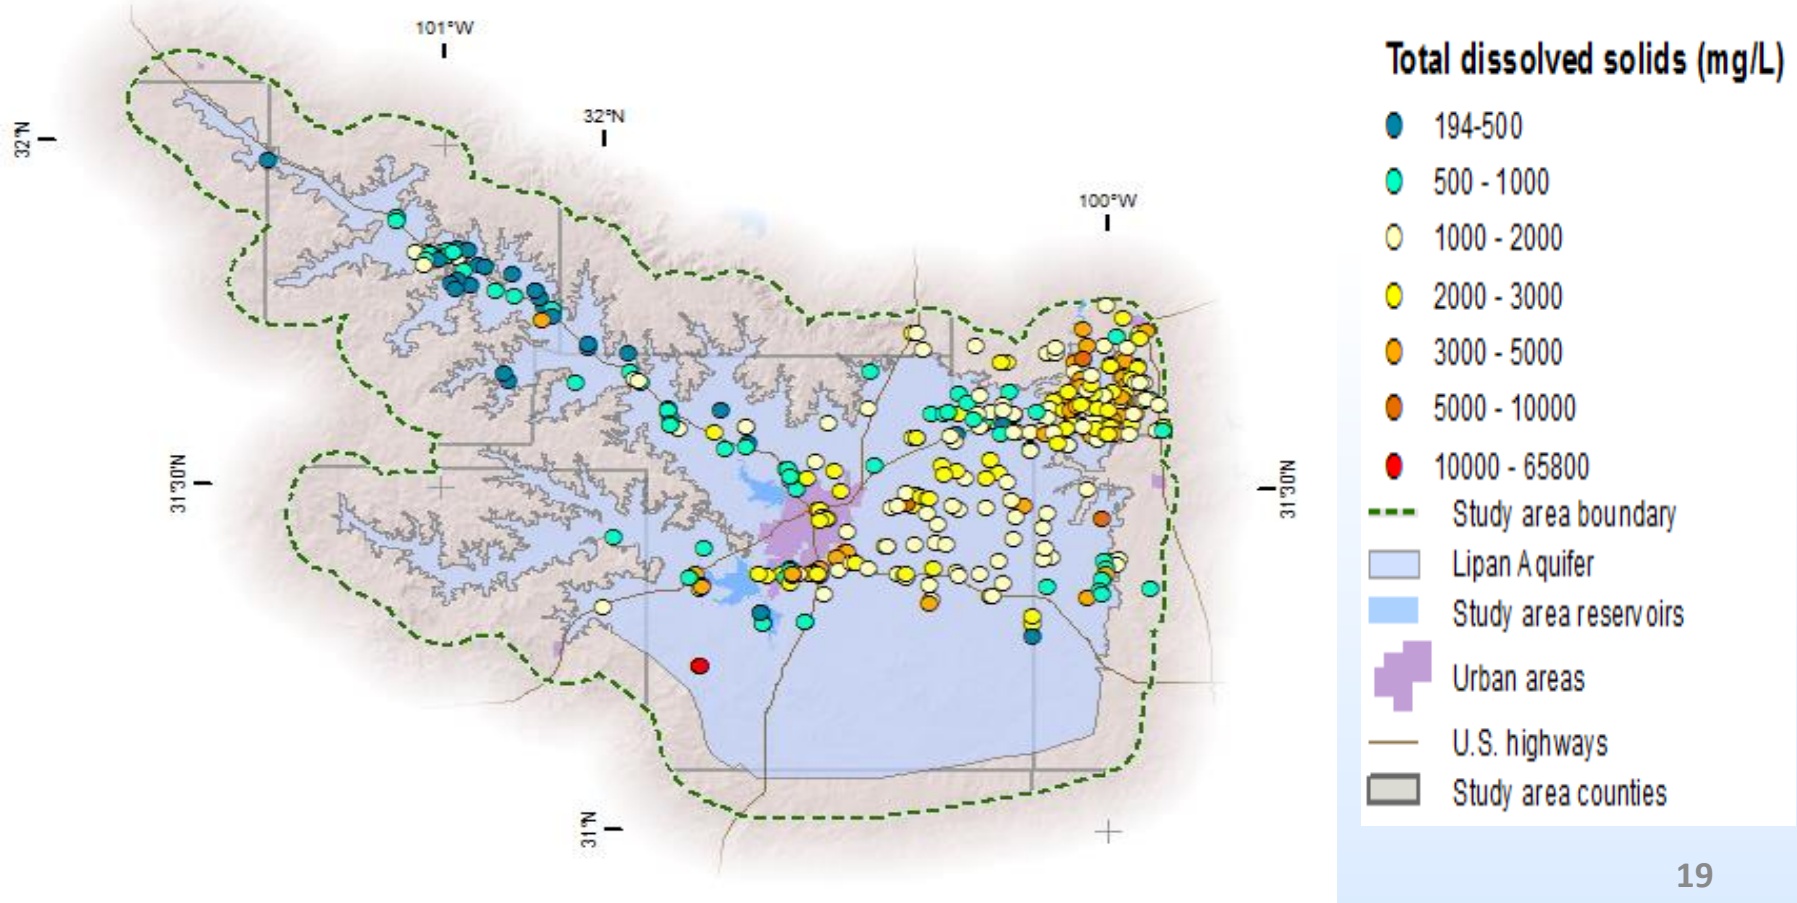 101°W
32°N
32°N
100°W
31°30'N
31°30'N
31°N
Total dissolved solids (mg/L)
194-500
500 - 1000
1000 - 2000
2000 - 3000
3000 - 5000
5000 - 10000
10000 - 65800
Study area boundary
Lipan Aquifer
Study area reservoirs
Urban areas
U.S. highways
Study area counties
19